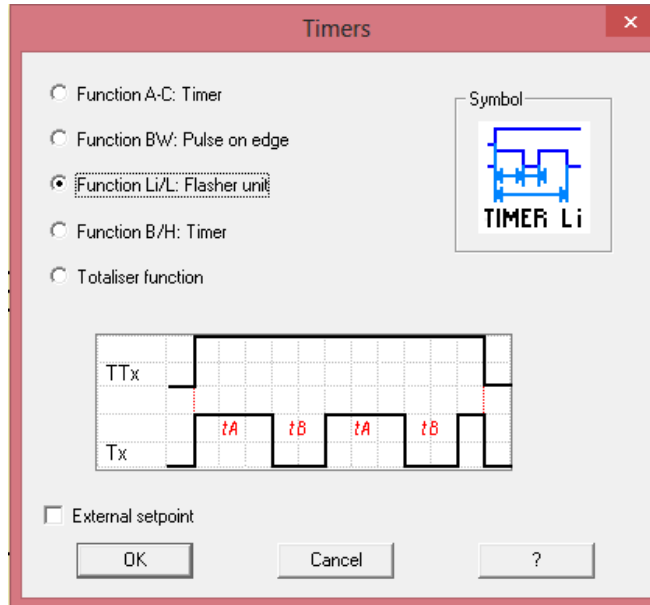 Timers
Function A-C: Timer
Function BW: Pulse on edge
Function Li/L: Flasher unit
Function B/H: Timer
Totaliser function
Symbol
TIMER Li
TTx
tA tB tA tB
Tx
External setpoint
OK Cancel ?